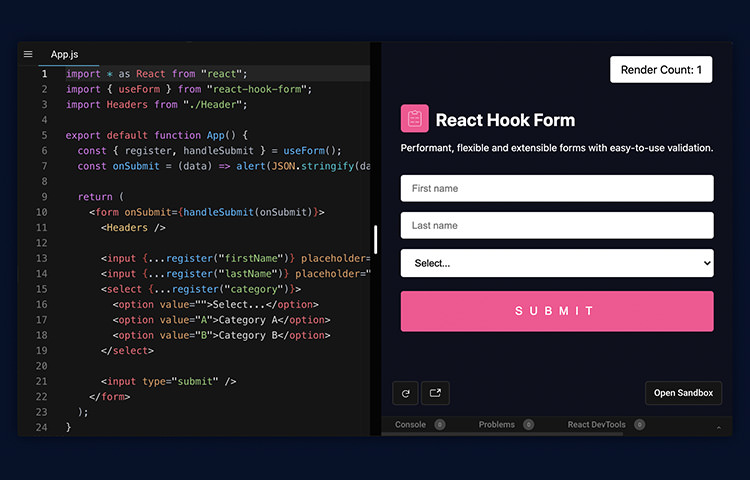 App.js
1 import * as React from "react";
2 import { useForm } from "react-hook-form";
3 import Headers from "./Header";
4
5 export default function App() {
6 const { register, handleSubmit } = useForm();
7 const onSubmit = (data) => alert(JSON.stringify(da
8
9 return (
10 <form onSubmit={handleSubmit(onSubmit)}>
11 <Headers />
12
13 <input {...register("firstName")} placeholder=
14 <input {...register("lastName")} placeholder="
15 <select {...register("category")}>
16 <option value="">Select...</option>
17 <option value="A">Category A</option>
18 <option value="B">Category B</option>
19 </select>
20
21 <input type="submit" />
22 </form>
23 );
24 }
Render Count: 1
React Hook Form
Performant, flexible and extensible forms with easy-to-use validation.
First name
Last name
Select...
SUBMIT
Open Sandbox
Console 0 Problems 0 React DevTools 0